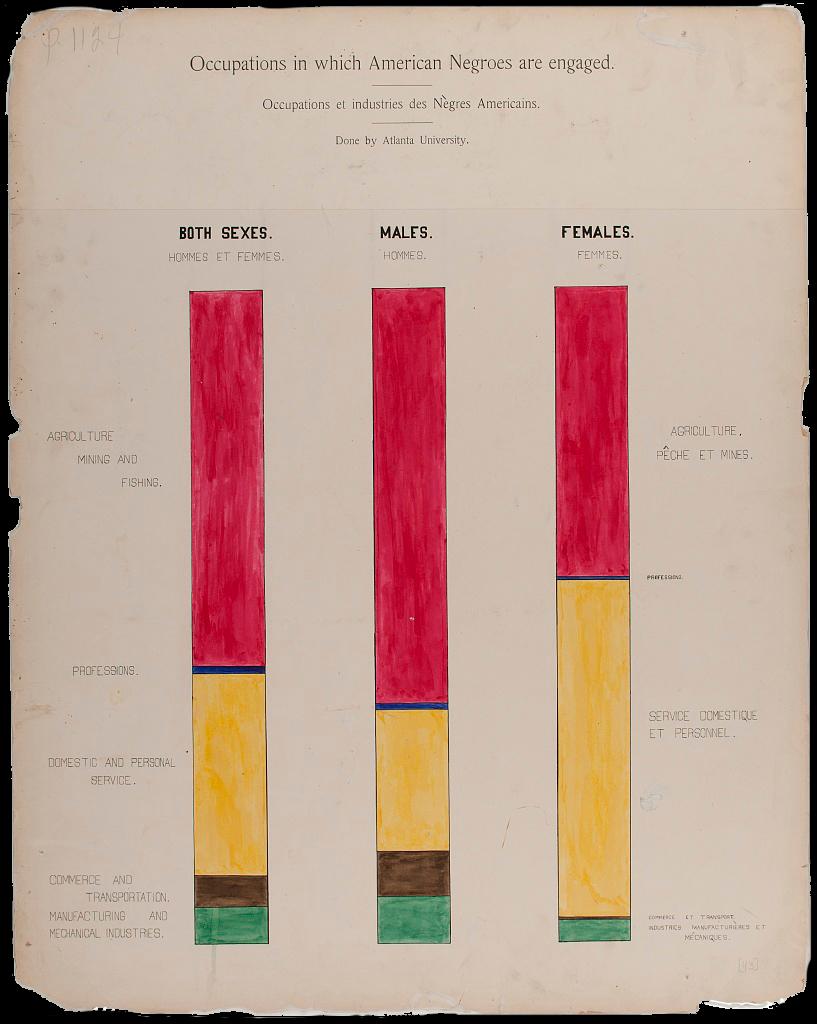 p. 1124
Occupations in which American Negroes are engaged.
Occupations et industries des Nègres Americains.
Done by Atlanta University.
BOTH SEXES.
HOMMES ET FEMMES.
MALES.
HOMMES.
FEMALES.
FEMMES.
AGRICULTURE
MINING AND
FISHING.
PROFESSIONS.
DOMESTIC AND PERSONAL
SERVICE.
COMMERCE AND
TRANSPORTATION.
MANUFACTURING AND
MECHANICAL INDUSTRIES.
AGRICULTURE,
PÊCHE ET MINES.
PROFESSIONS.
SERVICE DOMESTIQUE
ET PERSONNEL.
COMMERCE ET TRANSPORT.
INDUSTRIES MANUFACTURIÈRES ET
MÉCANIQUES.
[43]